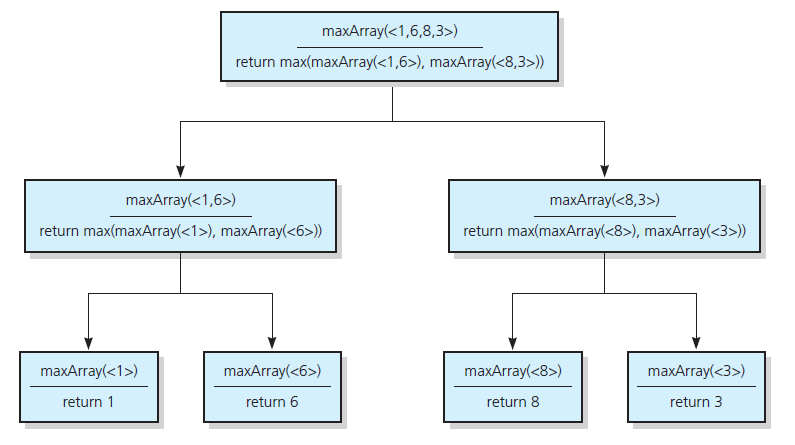 maxArray(<1,6,8,3>)
return max(maxArray(<1,6>), maxArray(<8,3>))
maxArray(<1,6>)
return max(maxArray(<1>), maxArray(<6>))
maxArray(<8,3>)
return max(maxArray(<8>), maxArray(<3>))
maxArray(<1>)
return 1
maxArray(<6>)
return 6
maxArray(<8>)
return 8
maxArray(<3>)
return 3